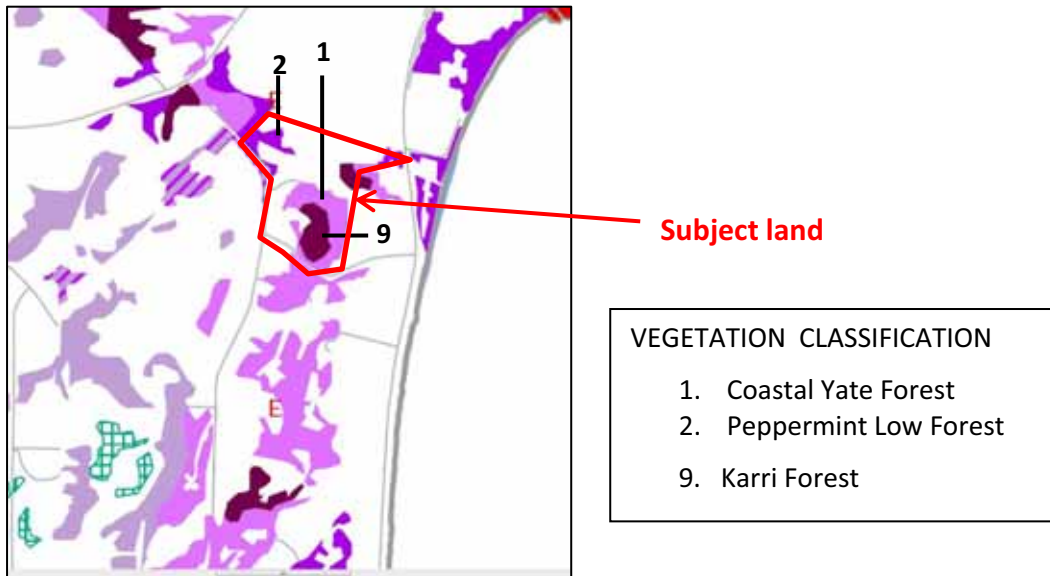 1
2
E
9
Subject land
E
VEGETATION CLASSIFICATION
1. Coastal Yate Forest
2. Peppermint Low Forest
9. Karri Forest